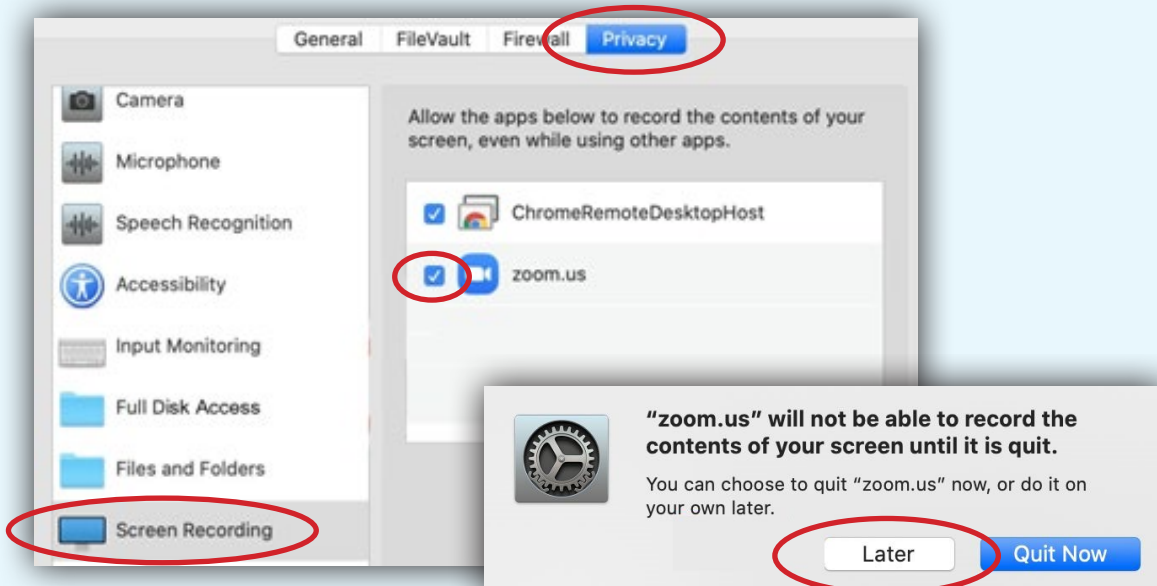 General FileVault Firewall Privacy
Camera
Microphone
Speech Recognition
Accessibility
Input Monitoring
Full Disk Access
Files and Folders
Screen Recording
Allow the apps below to record the contents of your
screen, even while using other apps.
ChromeRemoteDesktopHost
zoom.us
“zoom.us” will not be able to record the
contents of your screen until it is quit.
You can choose to quit “zoom.us” now, or do it on
your own later.
Later Quit Now